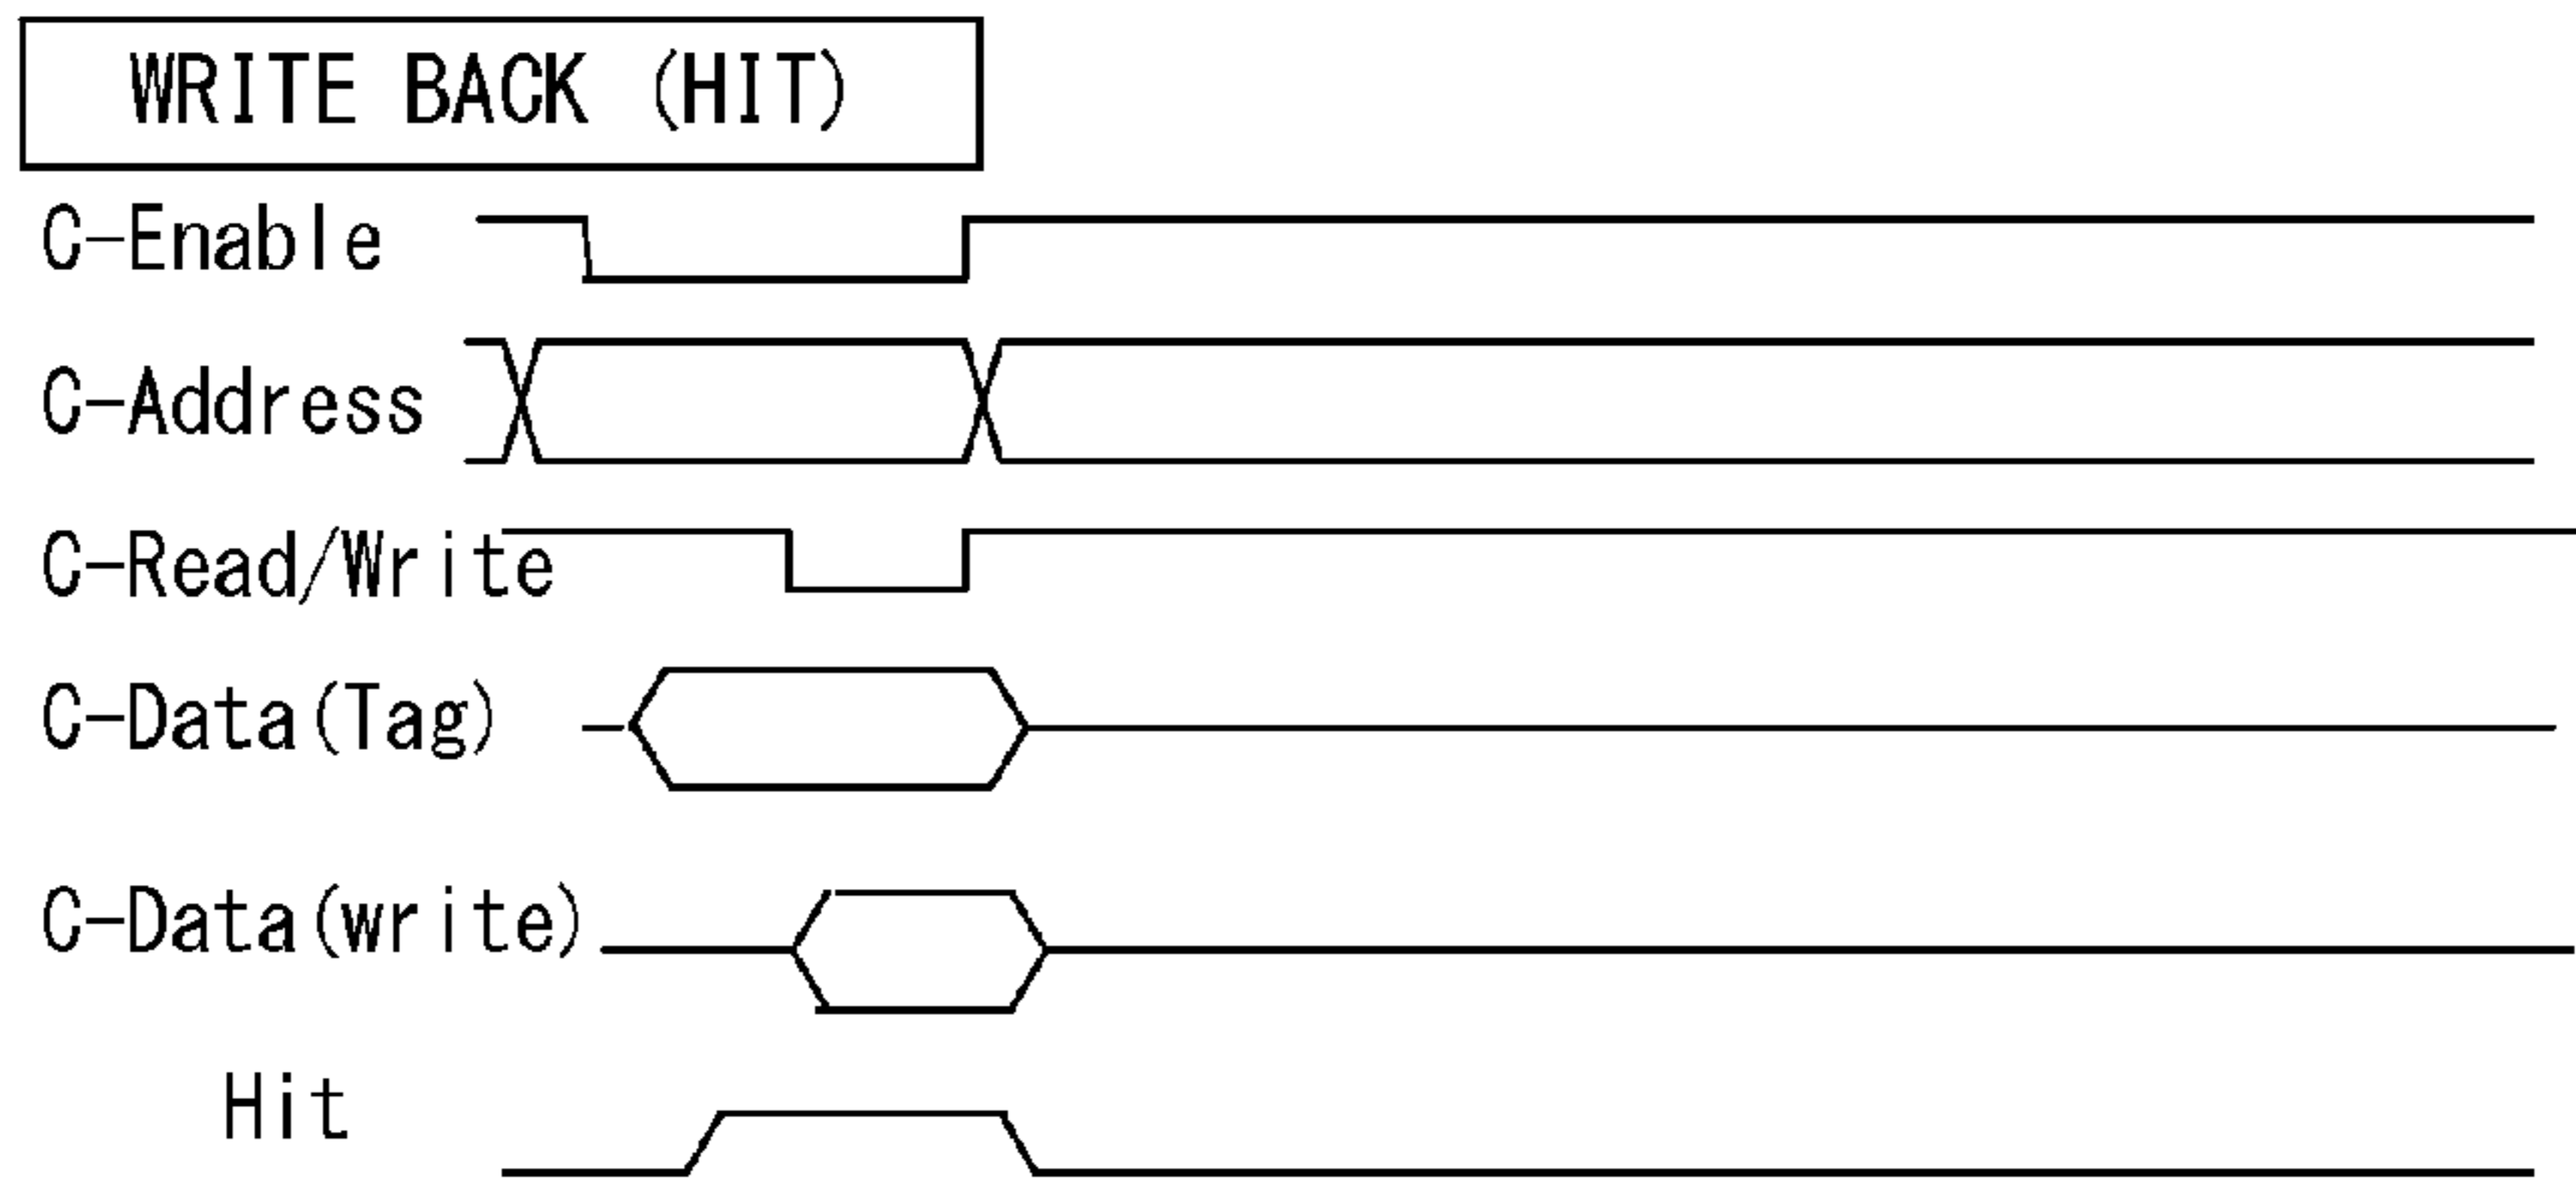 WRITE BACK (HIT)
C-Enable
C-Address
C-Read/Write
C-Data(Tag)
C-Data(write)
Hit